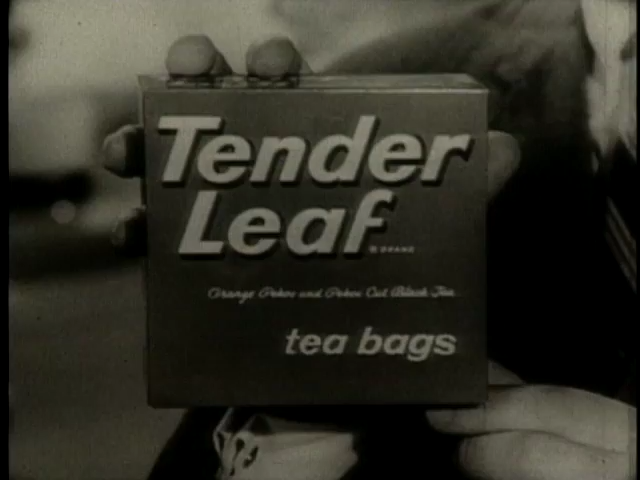 Tender
Leaf
® BRAND
Orange Pekoe and Pekoe Cut Black Tea
tea bags